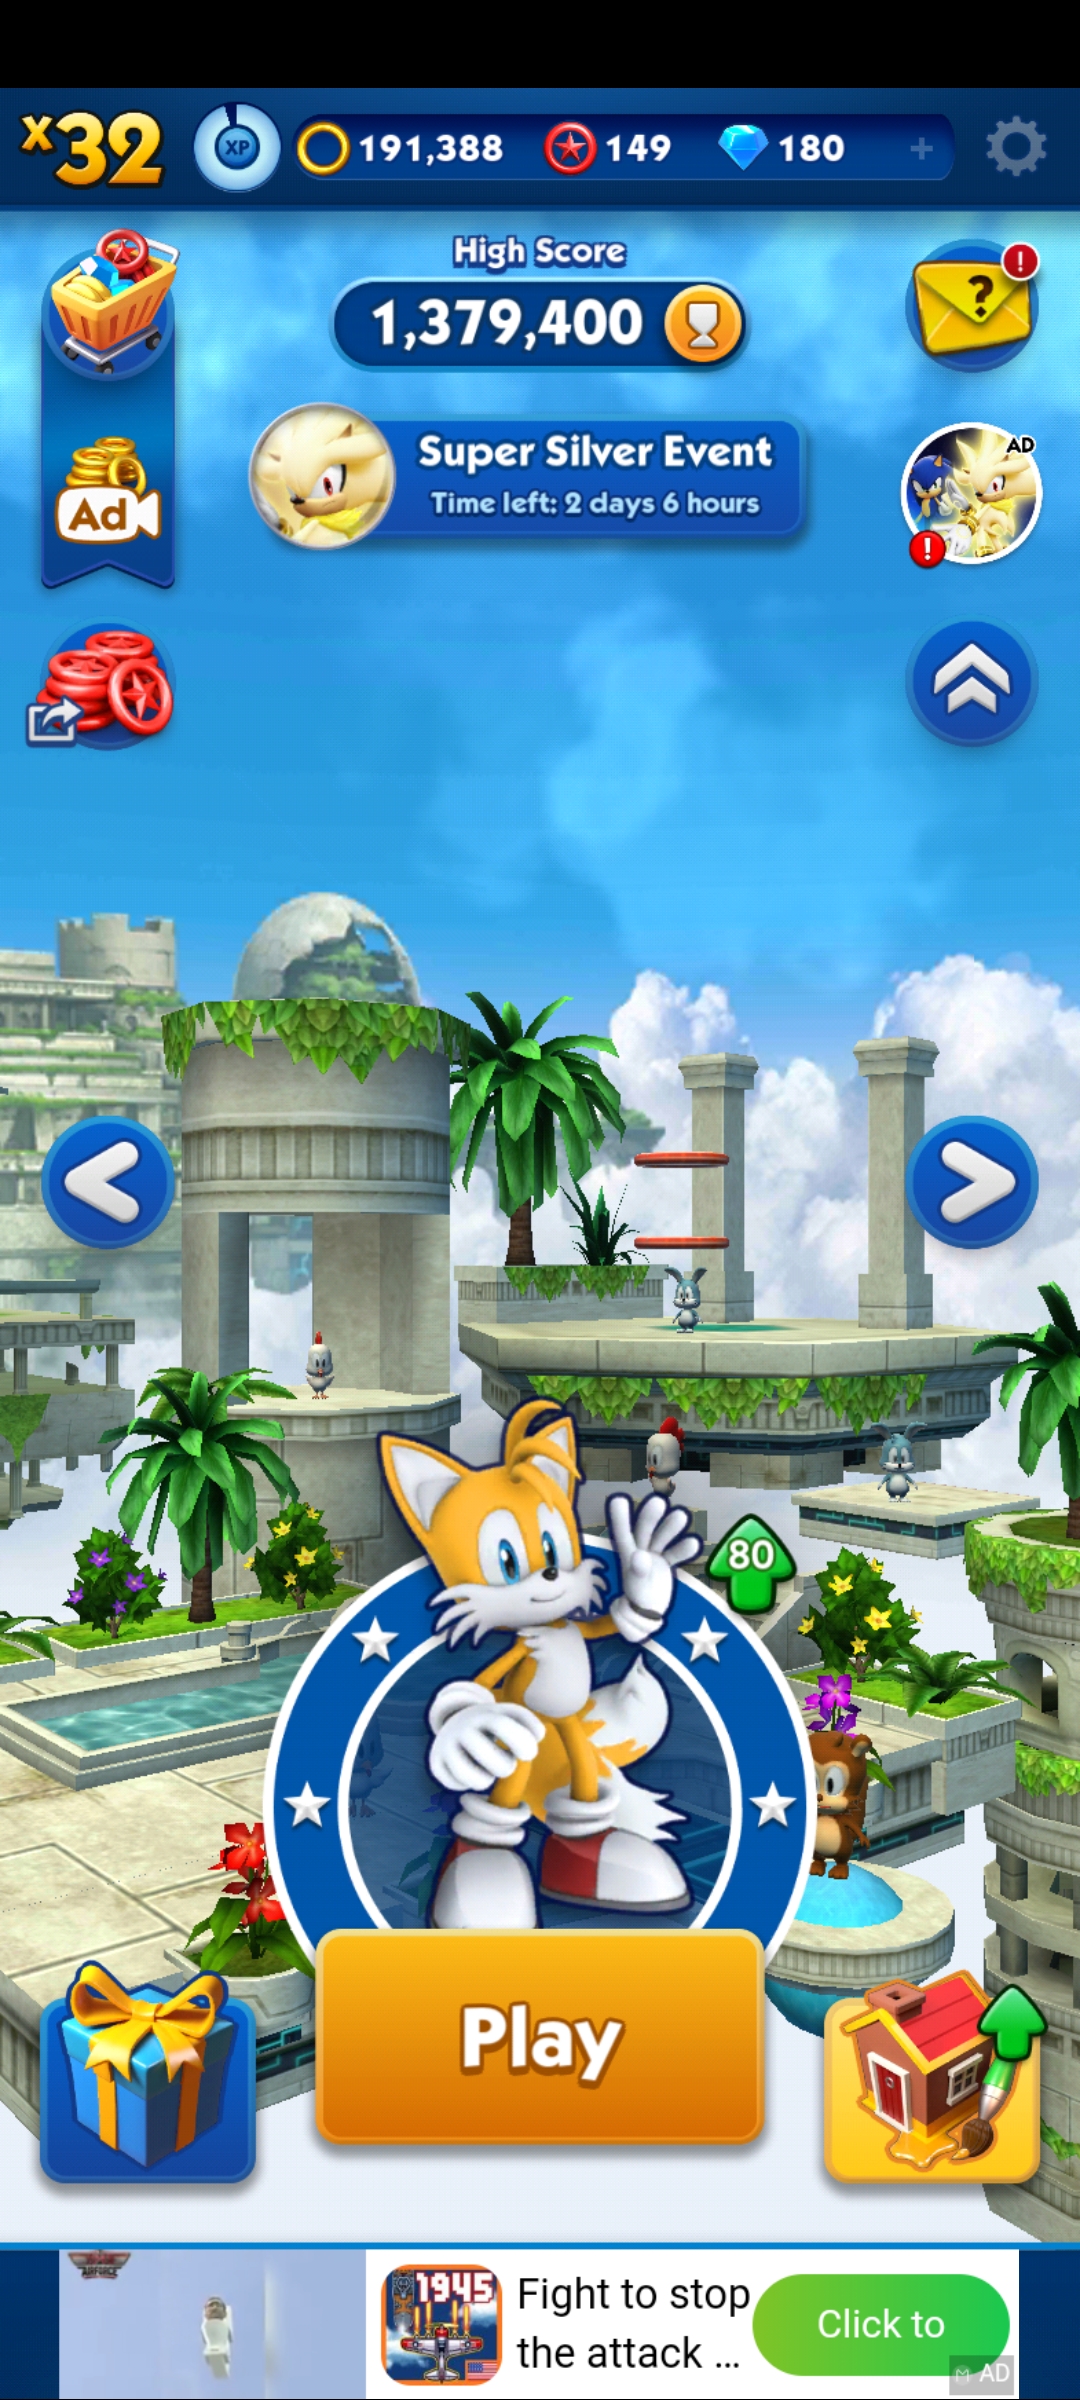 x32
XP
191,388
149
180
+
High Score
1,379,400
?
!
Super Silver Event
Time left: 2 days 6 hours
AD
!
Ad
80
Play
AIRFORCE
1945
Fight to stop
the attack ...
Click to
AD